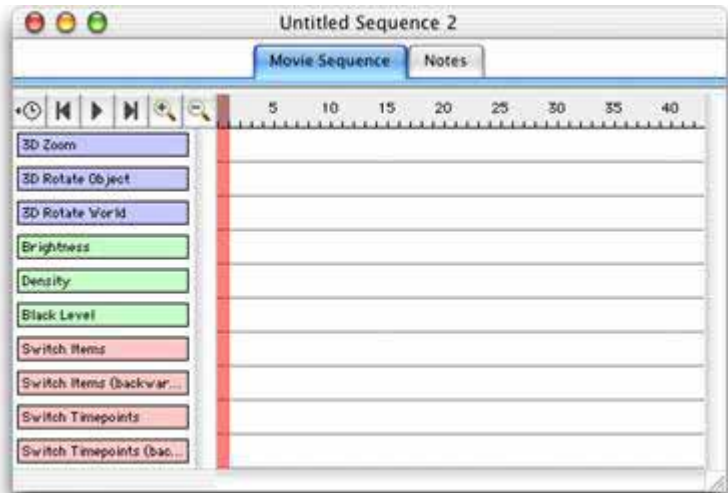 Untitled Sequence 2
Movie Sequence Notes
5 10 15 20 25 30 35 40
3D Zoom
3D Rotate Object
3D Rotate World
Brightness
Density
Black Level
Switch Items
Switch Items (backwar...
Switch Timepoints
Switch Timepoints (bac...